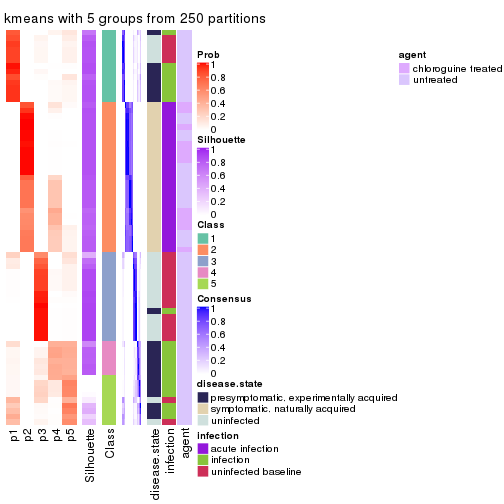 kmeans with 5 groups from 250 partitions
Prob
1
0.8
0.6
0.4
0.2
0
Silhouette
1
0.8
0.6
0.4
0.2
0
Class
1
2
3
4
5
Consensus
1
0.8
0.6
0.4
0.2
0
disease.state
presymptomatic. experimentally acquired
symptomatic. naturally acquired
uninfected
infection
acute infection
infection
uninfected baseline
agent
chloroguine treated
untreated
p1
p2
p3
p4
p5
Silhouette
Class
disease.state
infection
agent